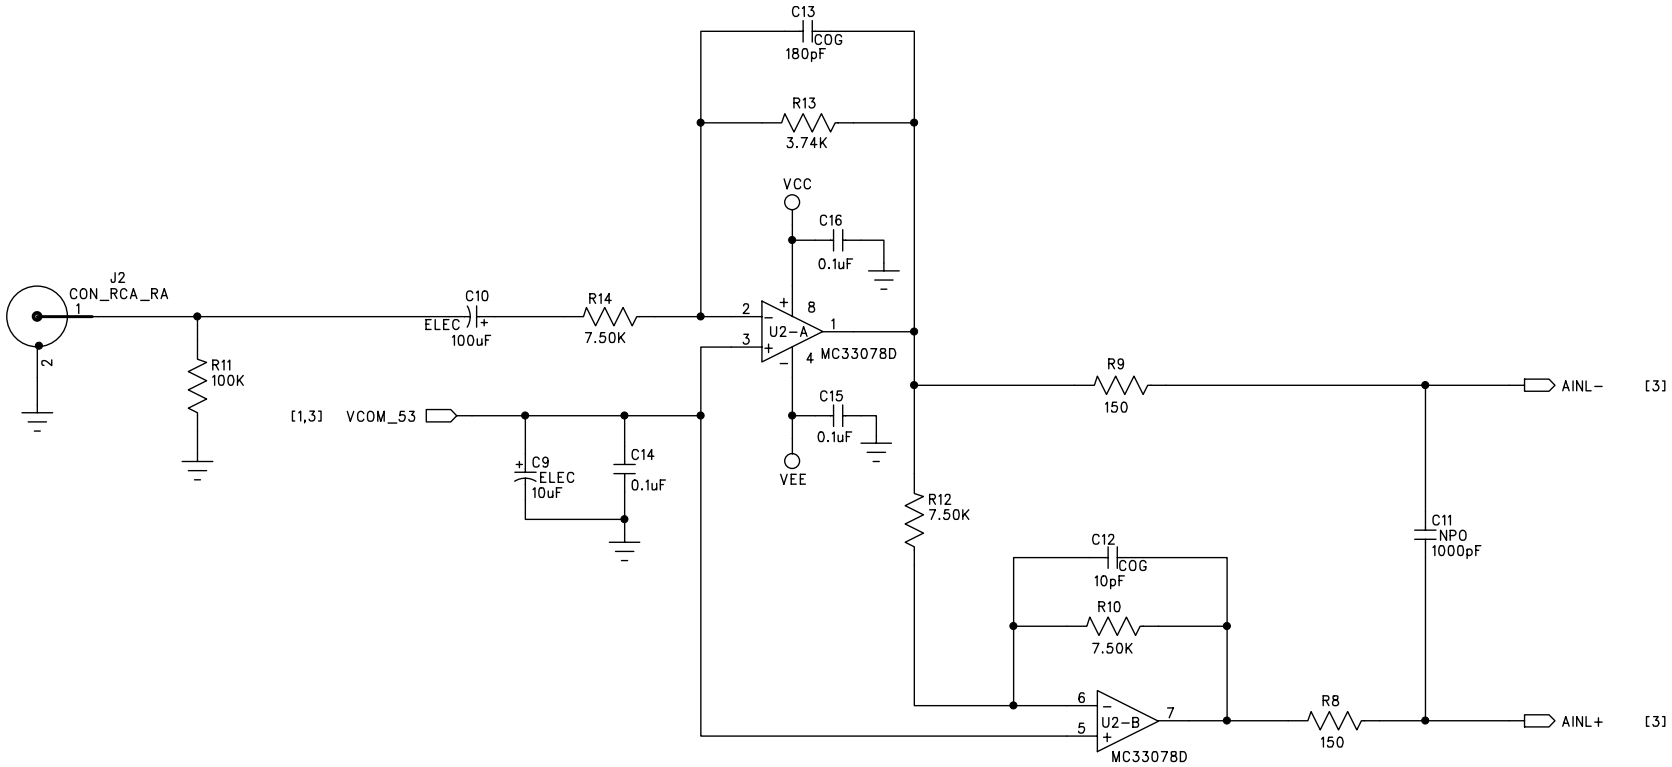 C13
COG
180pF
R13
3.74K
VCC
C16
0.1uF
J2
CON_RCA_RA
1
2
R11
100K
C10
ELEC +
100uF
R14
7.50K
2
3
−
+
U2-A
+
8
1
4
−
MC33078D
C15
0.1uF
VEE
[1,3] VCOM_53
+ C9
ELEC
10uF
C14
0.1uF
R9
150
AINL- [3]
R12
7.50K
C11
NPO
1000pF
C12
COG
10pF
R10
7.50K
6
5
−
+
U2-B
7
MC33078D
R8
150
AINL+ [3]